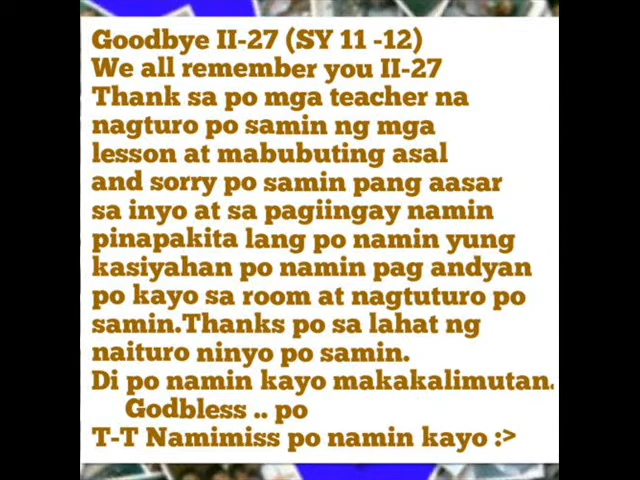 Goodbye II-27 (SY 11 -12)
We all remember you II-27
Thank sa po mga teacher na
nagturo po samin ng mga
lesson at mabubuting asal
and sorry po samin pang aasar
sa inyo at sa pagiingay namin
pinapakita lang po namin yung
kasiyahan po namin pag andyan
po kayo sa room at nagtuturo po
samin.Thanks po sa lahat ng
naituro ninyo po samin.
Di po namin kayo makakalimutan.
Godbless .. po
T-T Namimiss po namin kayo :>